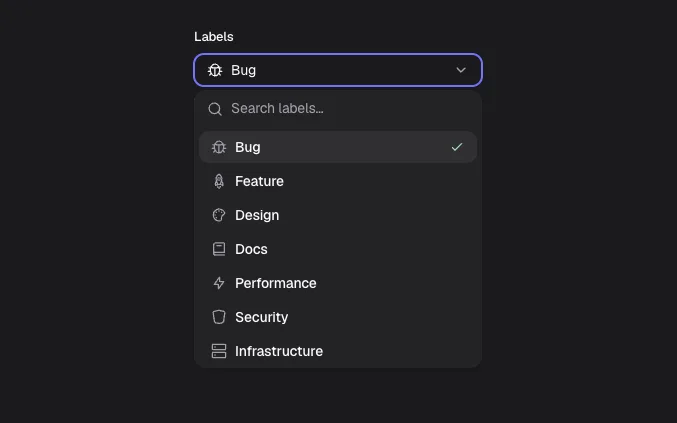 Labels
Bug
Search labels...
Bug
Feature
Design
Docs
Performance
Security
Infrastructure